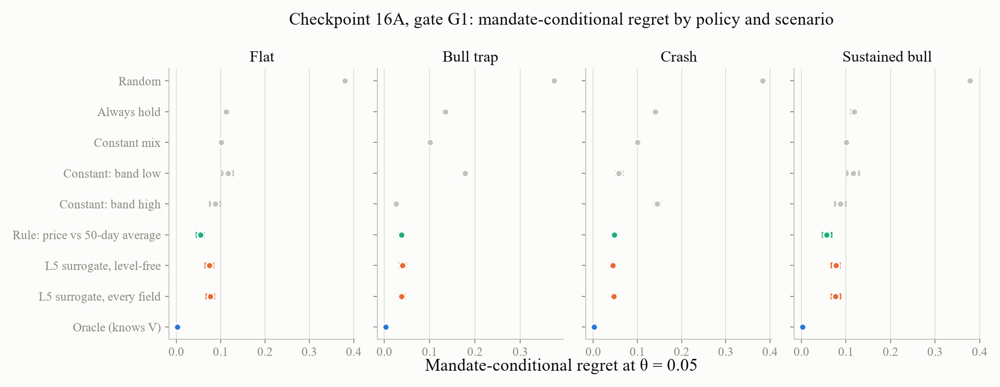 Checkpoint 16A, gate G1: mandate-conditional regret by policy and scenario
Flat
Bull trap
Crash
Sustained bull
Random
Always hold
Constant mix
Constant: band low
Constant: band high
Rule: price vs 50-day average
L5 surrogate, level-free
L5 surrogate, every field
Oracle (knows V)
0.0 0.1 0.2 0.3 0.4
0.0 0.1 0.2 0.3
0.0 0.1 0.2 0.3 0.4
0.0 0.1 0.2 0.3 0.4
Mandate-conditional regret at θ = 0.05